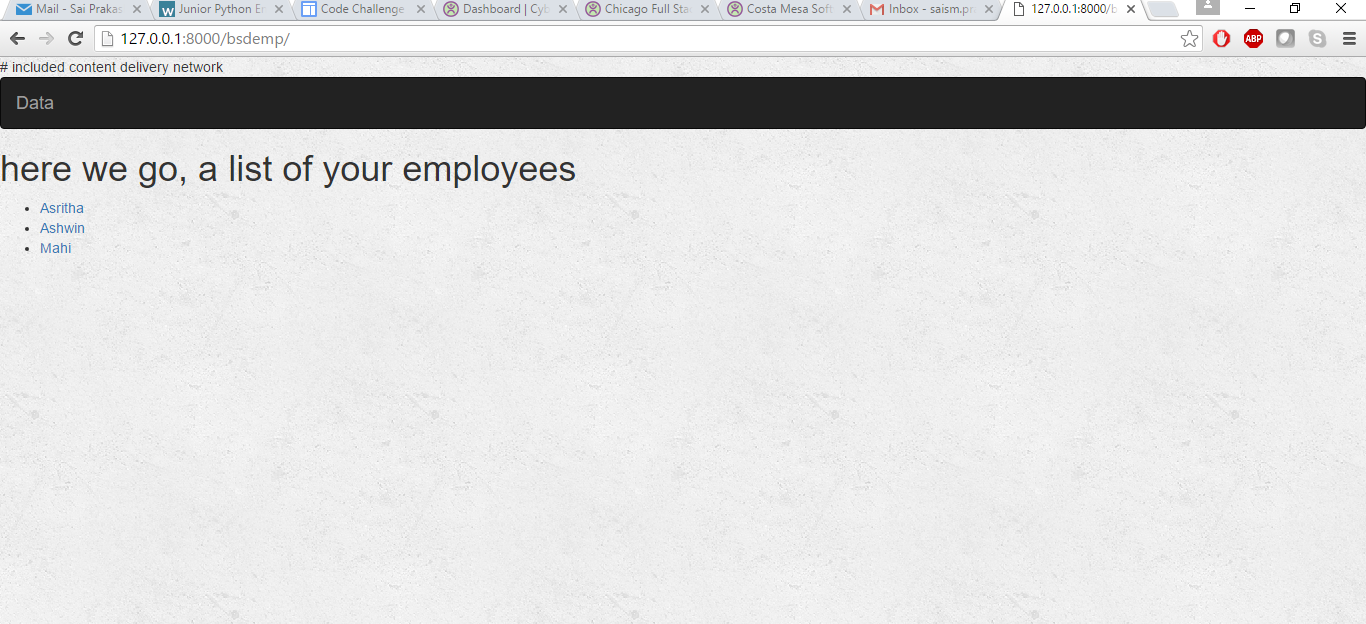 Mail - Sai Prakas
Junior Python En
Code Challenge
Dashboard | Cyb
Chicago Full Sta
Costa Mesa Soft
Inbox - saism.pr
127.0.0.1:8000/b
127.0.0.1:8000/bsdemp/
ABP
S
# included content delivery network
Data
here we go, a list of your employees
Asritha
Ashwin
Mahi